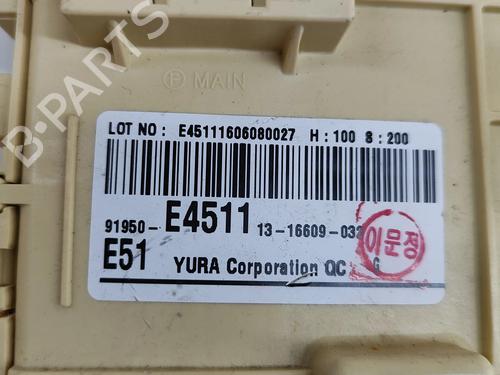 B-PARTS
Ⓕ MAIN
LOT NO : E45111606080027 H : 100 S : 200
91950- E4511 13-16609-032
E51 YURA Corporation QC G
이문정